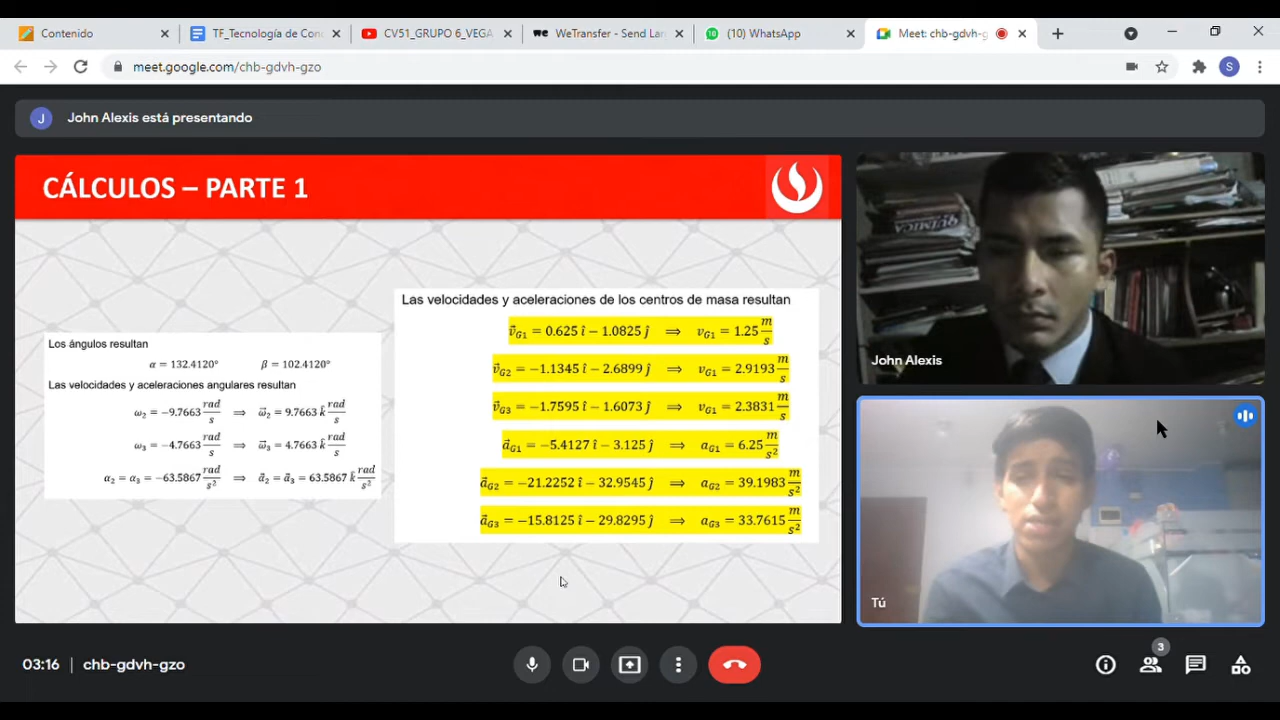 Contenido
TF_Tecnología de Con
CV51_GRUPO 6_VEGA
we WeTransfer - Send Lar
(10) WhatsApp
Meet: chb-gdvh-g
meet.google.com/chb-gdvh-gzo
S
J John Alexis está presentando
CÁLCULOS – PARTE 1
Los ángulos resultan
α = 132.4120° β = 102.4120°
Las velocidades y aceleraciones angulares resultan
ω₂ = −9.7663 rad/s ⟹ ω⃗₂ = 9.7663 k̂ rad/s
ω₃ = −4.7663 rad/s ⟹ ω⃗₃ = 4.7663 k̂ rad/s
α₂ = α₃ = −63.5867 rad/s² ⟹ α⃗₂ = α⃗₃ = 63.5867 k̂ rad/s²
Las velocidades y aceleraciones de los centros de masa resultan
v⃗G1 = 0.625 î − 1.0825 ĵ ⟹ vG1 = 1.25 m/s
v⃗G2 = −1.1345 î − 2.6899 ĵ ⟹ vG1 = 2.9193 m/s
v⃗G3 = −1.7595 î − 1.6073 ĵ ⟹ vG1 = 2.3831 m/s
a⃗G1 = −5.4127 î − 3.125 ĵ ⟹ aG1 = 6.25 m/s²
a⃗G2 = −21.2252 î − 32.9545 ĵ ⟹ aG2 = 39.1983 m/s²
a⃗G3 = −15.8125 î − 29.8295 ĵ ⟹ aG3 = 33.7615 m/s²
QUÍMICA
John Alexis
Tú
03:16 | chb-gdvh-gzo
3